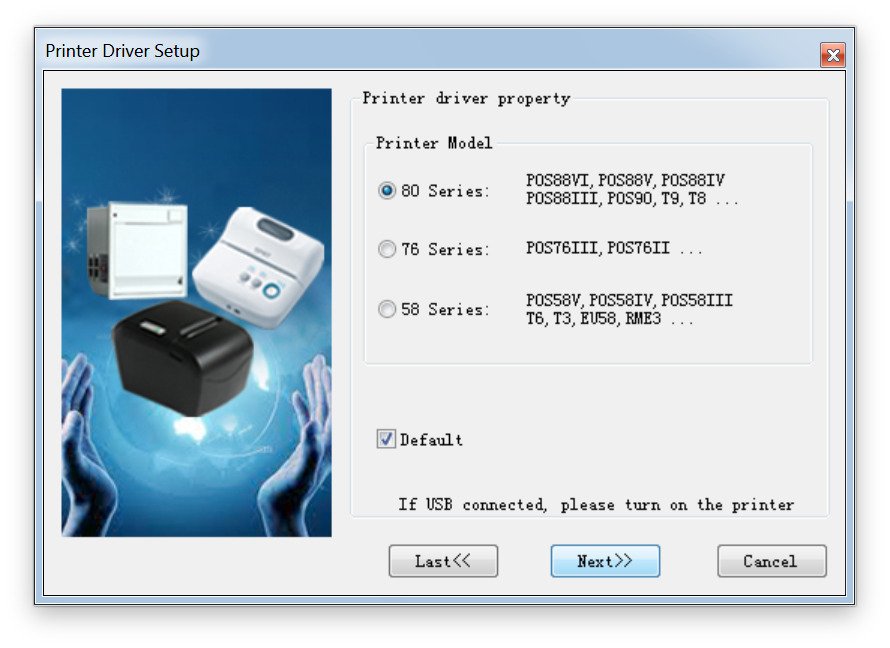 Printer Driver Setup
Printer driver property
Printer Model
80 Series:
POS88VI, POS88V, POS88IV
POS88III, POS90, T9, T8 ...
76 Series:
POS76III, POS76II ...
58 Series:
POS58V, POS58IV, POS58III
T6, T3, EU58, RME3 ...
Default
If USB connected, please turn on the printer
Last<<
Next>>
Cancel